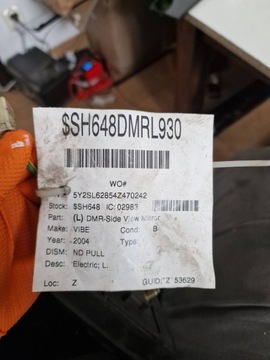 $SH648DMRL930
WO#
5Y2SL62854Z470242
Stock: $SH648 IC: 02983
Part: (L) DMR-Side View Mirror
Make: VIBE Cond: B
Year: 2004 Type:
DISM: ND PULL
Desc: Electric; L.
Loc: Z GUID: Z 53629